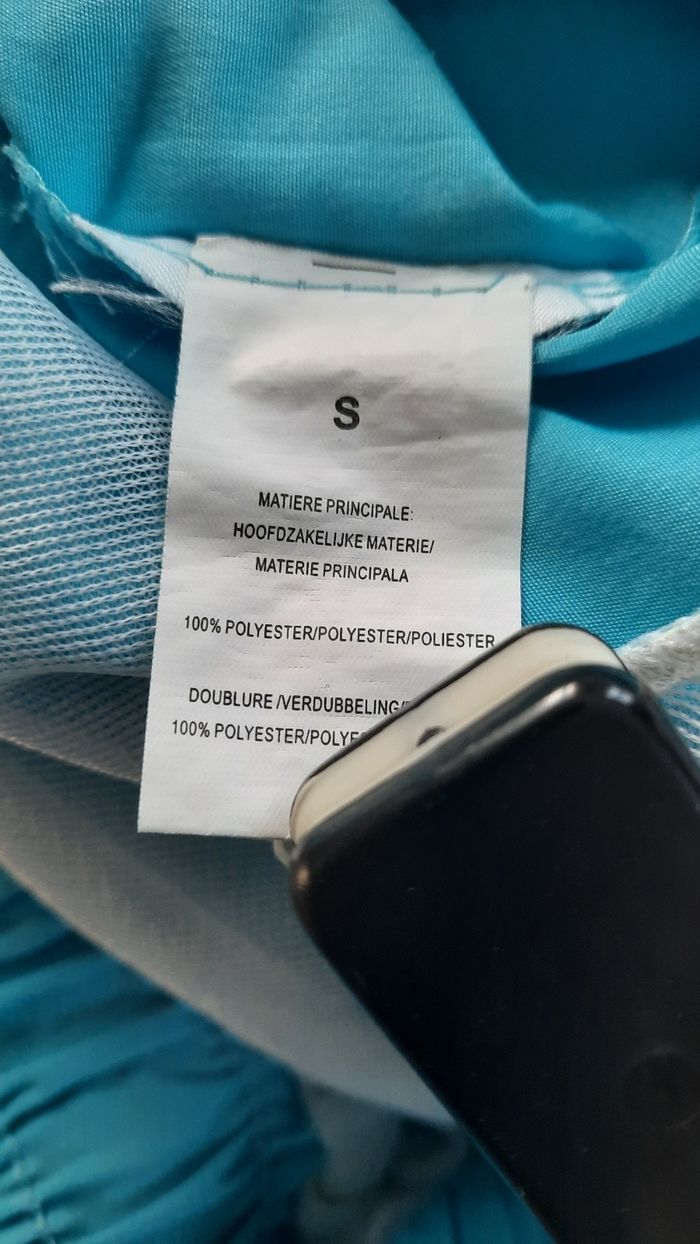 S
MATIERE PRINCIPALE:
HOOFDZAKELIJKE MATERIE/
MATERIE PRINCIPALA
100% POLYESTER/POLYESTER/POLIESTER
DOUBLURE /VERDUBBELING/
100% POLYESTER/